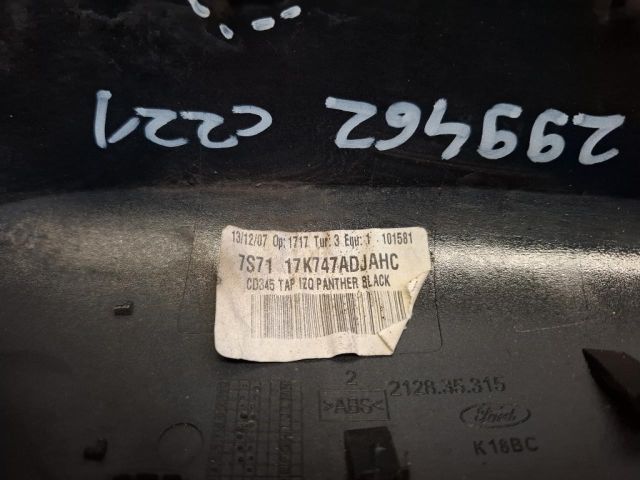 299462 C221
13/12/07 Op: 1717 Tur: 3 Equ: 1 - 101581
7S71 17K747ADJAHC
CD345 TAP IZQ PANTHER BLACK
2
>ABS<
2128.35.315
Ford
K18BC